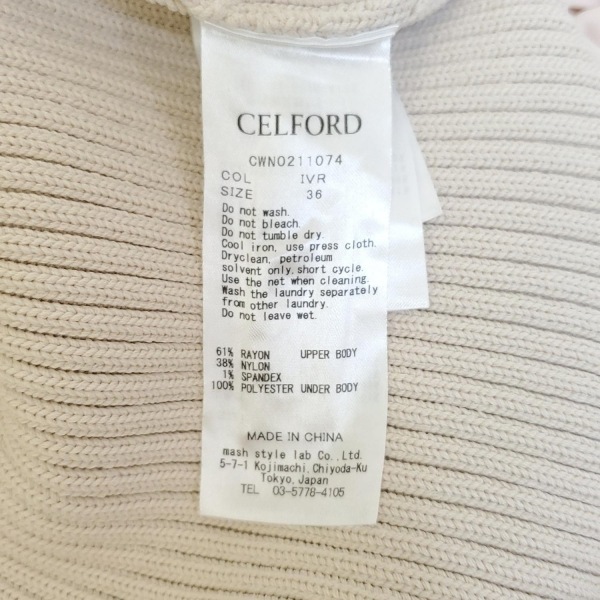 CELFORD
CWNO211074
COL IVR
SIZE 36
Do not wash.
Do not bleach.
Do not tumble dry.
Cool iron, use press cloth.
Dryclean, petroleum
solvent only,short cycle.
Use the net when cleaning.
Wash the laundry separately
from other laundry.
Do not leave wet.
61% RAYON UPPER BODY
38% NYLON
1% SPANDEX
100% POLYESTER UNDER BODY
MADE IN CHINA
mash style lab Co.,Ltd.
5-7-1 Kojimachi,Chiyoda-Ku
Tokyo,Japan
TEL 03-5778-4105